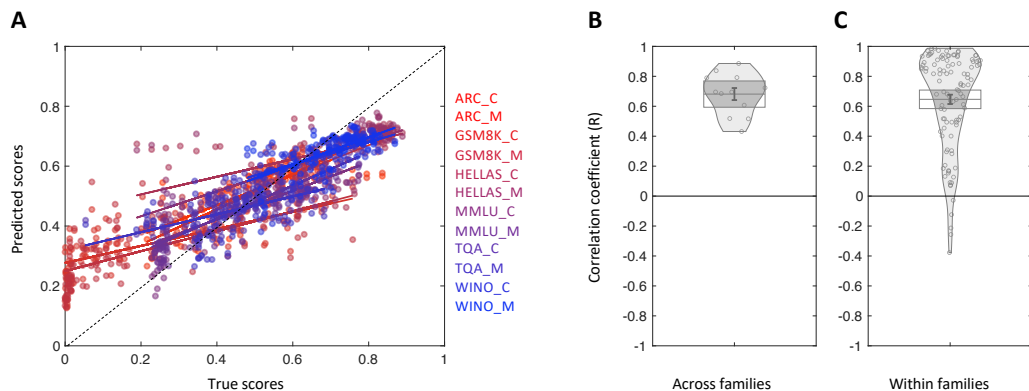 A
Predicted scores
1
0.8
0.6
0.4
0.2
0
0 0.2 0.4 0.6 0.8 1
True scores
ARC_C
ARC_M
GSM8K_C
GSM8K_M
HELLAS_C
HELLAS_M
MMLU_C
MMLU_M
TQA_C
TQA_M
WINO_C
WINO_M
B
Correlation coefficient (R)
1
0.8
0.6
0.4
0.2
0
-0.2
-0.4
-0.6
-0.8
-1
Across families
C
1
0.8
0.6
0.4
0.2
0
-0.2
-0.4
-0.6
-0.8
-1
Within families